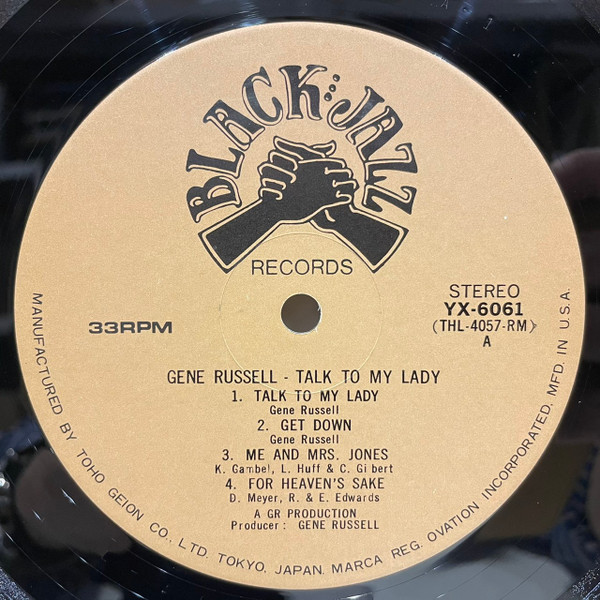 BLACK JAZZ
RECORDS
33RPM
STEREO
YX-6061
(THL-4057-RM)
A
GENE RUSSELL - TALK TO MY LADY
1. TALK TO MY LADY
Gene Russell
2. GET DOWN
Gene Russell
3. ME AND MRS. JONES
K. Gambel, L. Huff & C. Gilbert
4. FOR HEAVEN'S SAKE
D. Meyer, R. & E. Edwards
A GR PRODUCTION
Producer : GENE RUSSELL
MANUFACTURED BY TOHO GEION CO., LTD. TOKYO, JAPAN. MARCA REG. OVATION INCORPORATED, MFD. IN U.S.A.